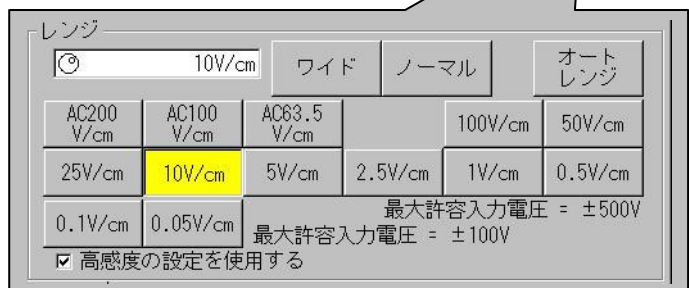 レンジ
10V/cm ワイド ノーマル オート
レンジ
AC200
V/cm AC100
V/cm AC63.5
V/cm 100V/cm 50V/cm
25V/cm 10V/cm 5V/cm 2.5V/cm 1V/cm 0.5V/cm
最大許容入力電圧 = ±500V
0.1V/cm 0.05V/cm 最大許容入力電圧 = ±100V
高感度の設定を使用する